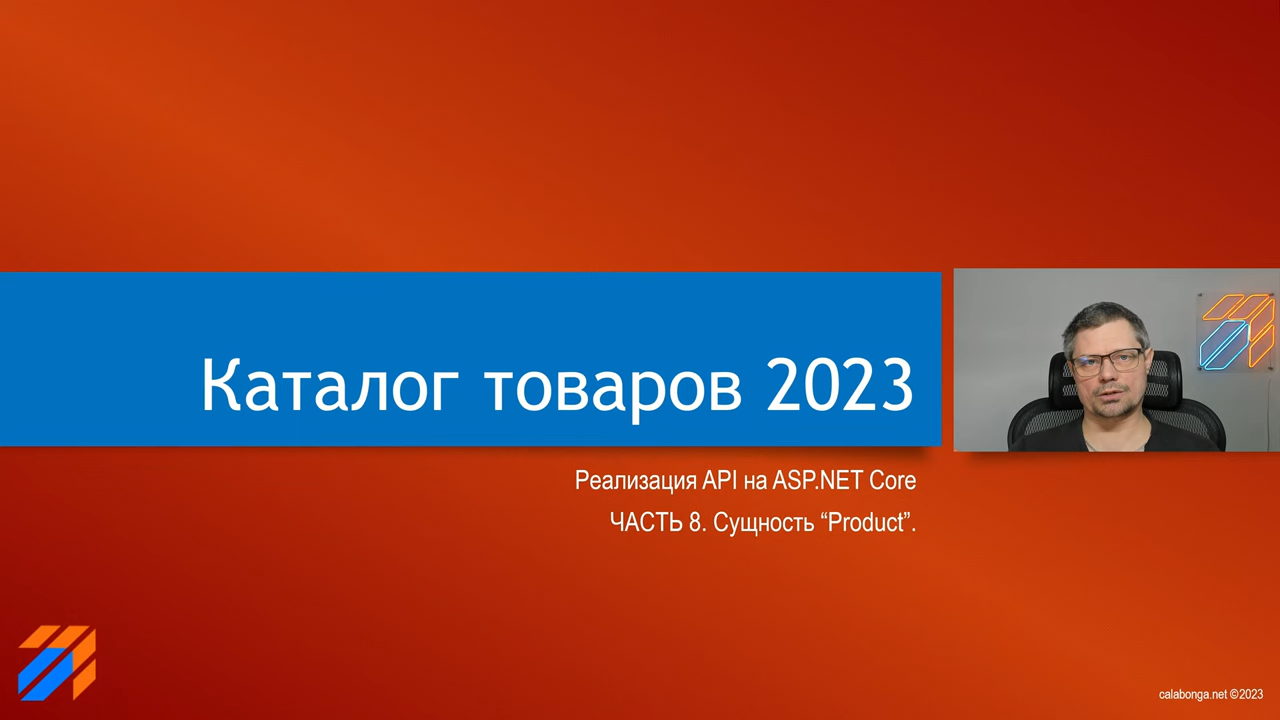 Каталог товаров 2023
Реализация API на ASP.NET Core
ЧАСТЬ 8. Сущность “Product”.
calabonga.net ©2023